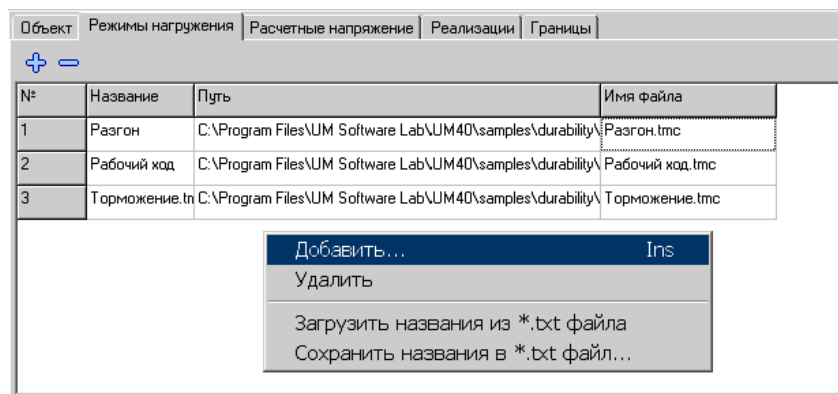 Объект Режимы нагружения Расчетные напряжение Реализации Границы
№ Название Путь Имя файла
1 Разгон C:\Program Files\UM Software Lab\UM40\samples\durability\ Разгон.tmc
2 Рабочий ход C:\Program Files\UM Software Lab\UM40\samples\durability\ Рабочий ход.tmc
3 Торможение.tm C:\Program Files\UM Software Lab\UM40\samples\durability\ Торможение.tmc
Добавить... Ins
Удалить
Загрузить названия из *.txt файла
Сохранить названия в *.txt файл...